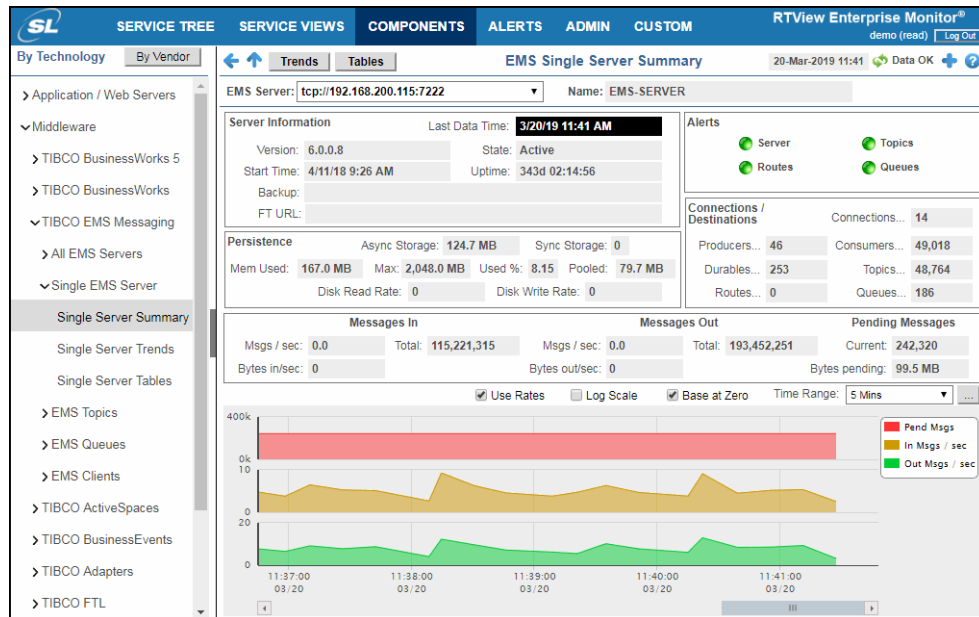 SL SERVICE TREE SERVICE VIEWS COMPONENTS ALERTS ADMIN CUSTOM RTView Enterprise Monitor®
demo (read) Log Out
By Technology By Vendor
Application / Web Servers
Middleware
TIBCO BusinessWorks 5
TIBCO BusinessWorks
TIBCO EMS Messaging
All EMS Servers
Single EMS Server
Single Server Summary
Single Server Trends
Single Server Tables
EMS Topics
EMS Queues
EMS Clients
TIBCO ActiveSpaces
TIBCO BusinessEvents
TIBCO Adapters
TIBCO FTL
Trends Tables EMS Single Server Summary 20-Mar-2019 11:41 Data OK ?
EMS Server: tcp://192.168.200.115:7222 Name: EMS-SERVER
Server Information Last Data Time: 3/20/19 11:41 AM
Version: 6.0.0.8 State: Active
Start Time: 4/11/18 9:26 AM Uptime: 343d 02:14:56
Backup:
FT URL:
Alerts
Server Topics
Routes Queues
Persistence Async Storage: 124.7 MB Sync Storage: 0
Mem Used: 167.0 MB Max: 2,048.0 MB Used %: 8.15 Pooled: 79.7 MB
Disk Read Rate: 0 Disk Write Rate: 0
Connections /
Destinations Connections... 14
Producers... 46 Consumers... 49,018
Durables... 253 Topics... 48,764
Routes... 0 Queues... 186
Messages In Messages Out Pending Messages
Msgs / sec: 0.0 Total: 115,221,315 Msgs / sec: 0.0 Total: 193,452,251 Current: 242,320
Bytes in/sec: 0 Bytes out/sec: 0 Bytes pending: 99.5 MB
Use Rates Log Scale Base at Zero Time Range: 5 Mins ...
400k
0k
10
0
20
0
Pend Msgs
In Msgs / sec
Out Msgs / sec
11:37:00 11:38:00 11:39:00 11:40:00 11:41:00
03/20 03/20 03/20 03/20 03/20